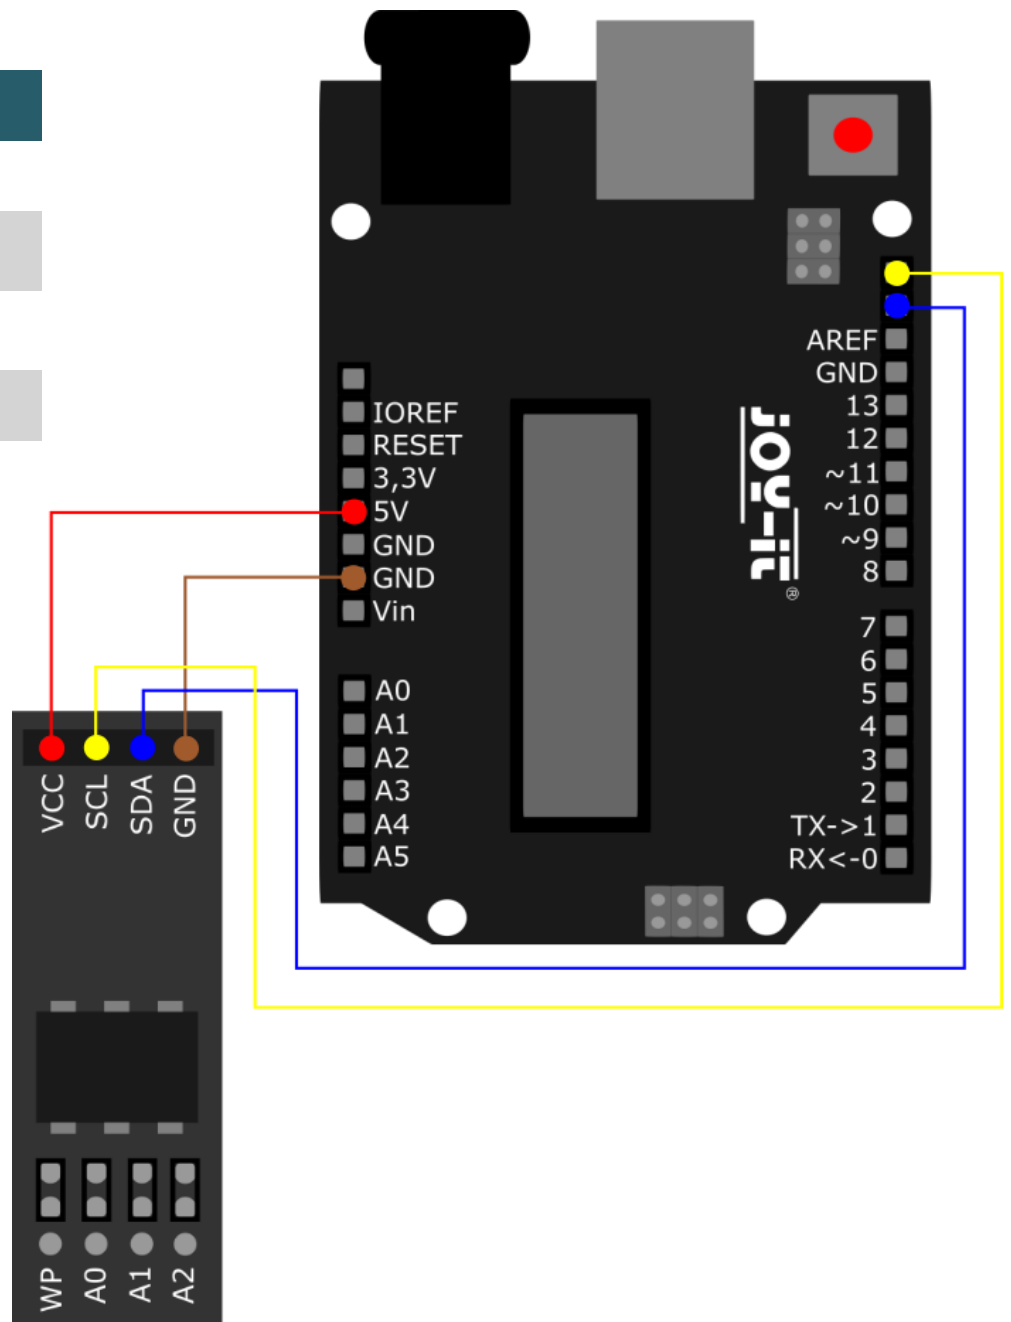 IOREF
RESET
3,3V
5V
GND
GND
Vin
A0
A1
A2
A3
A4
A5
AREF
GND
13
12
~11
~10
~9
8
7
6
5
4
3
2
TX->1
RX<-0
JOY-iT®
VCC
SCL
SDA
GND
WP
A0
A1
A2